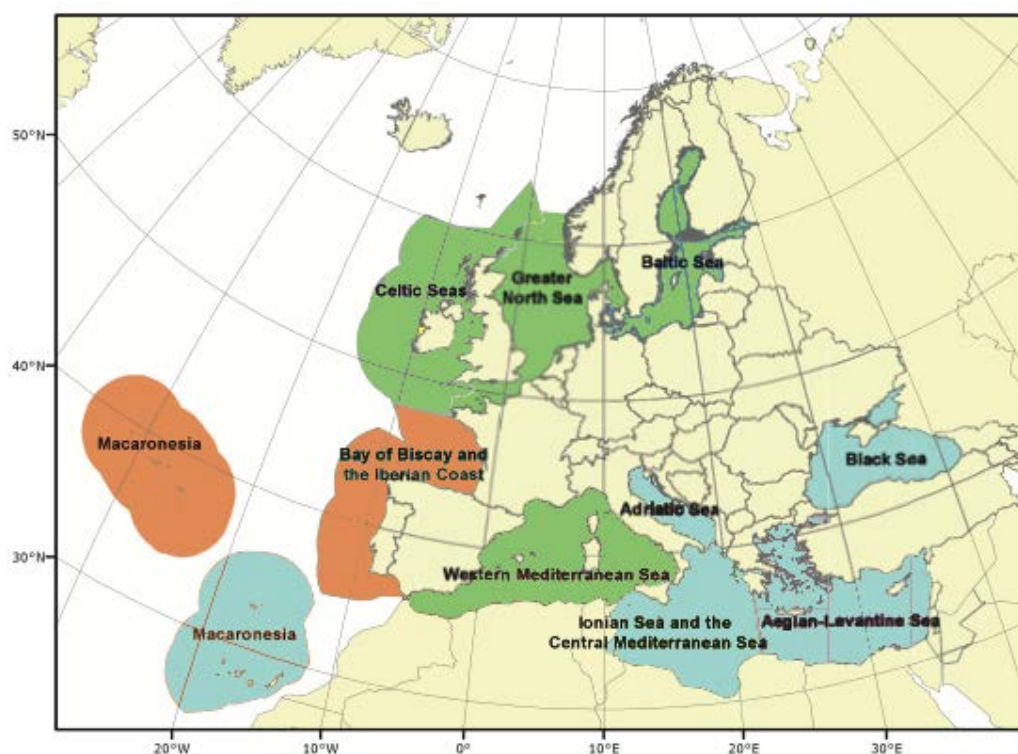 50°N
Celtic Seas
Greater
North Sea
Baltic Sea
40°N
Macaronesia
Bay of Biscay and
the Iberian Coast
Black Sea
Adriatic Sea
30°N
Western Mediterranean Sea
Macaronesia
Ionian Sea and the
Central Mediterranean Sea
Aegian-Levantine Sea
20°W
10°W
0°
10°E
20°E
30°E